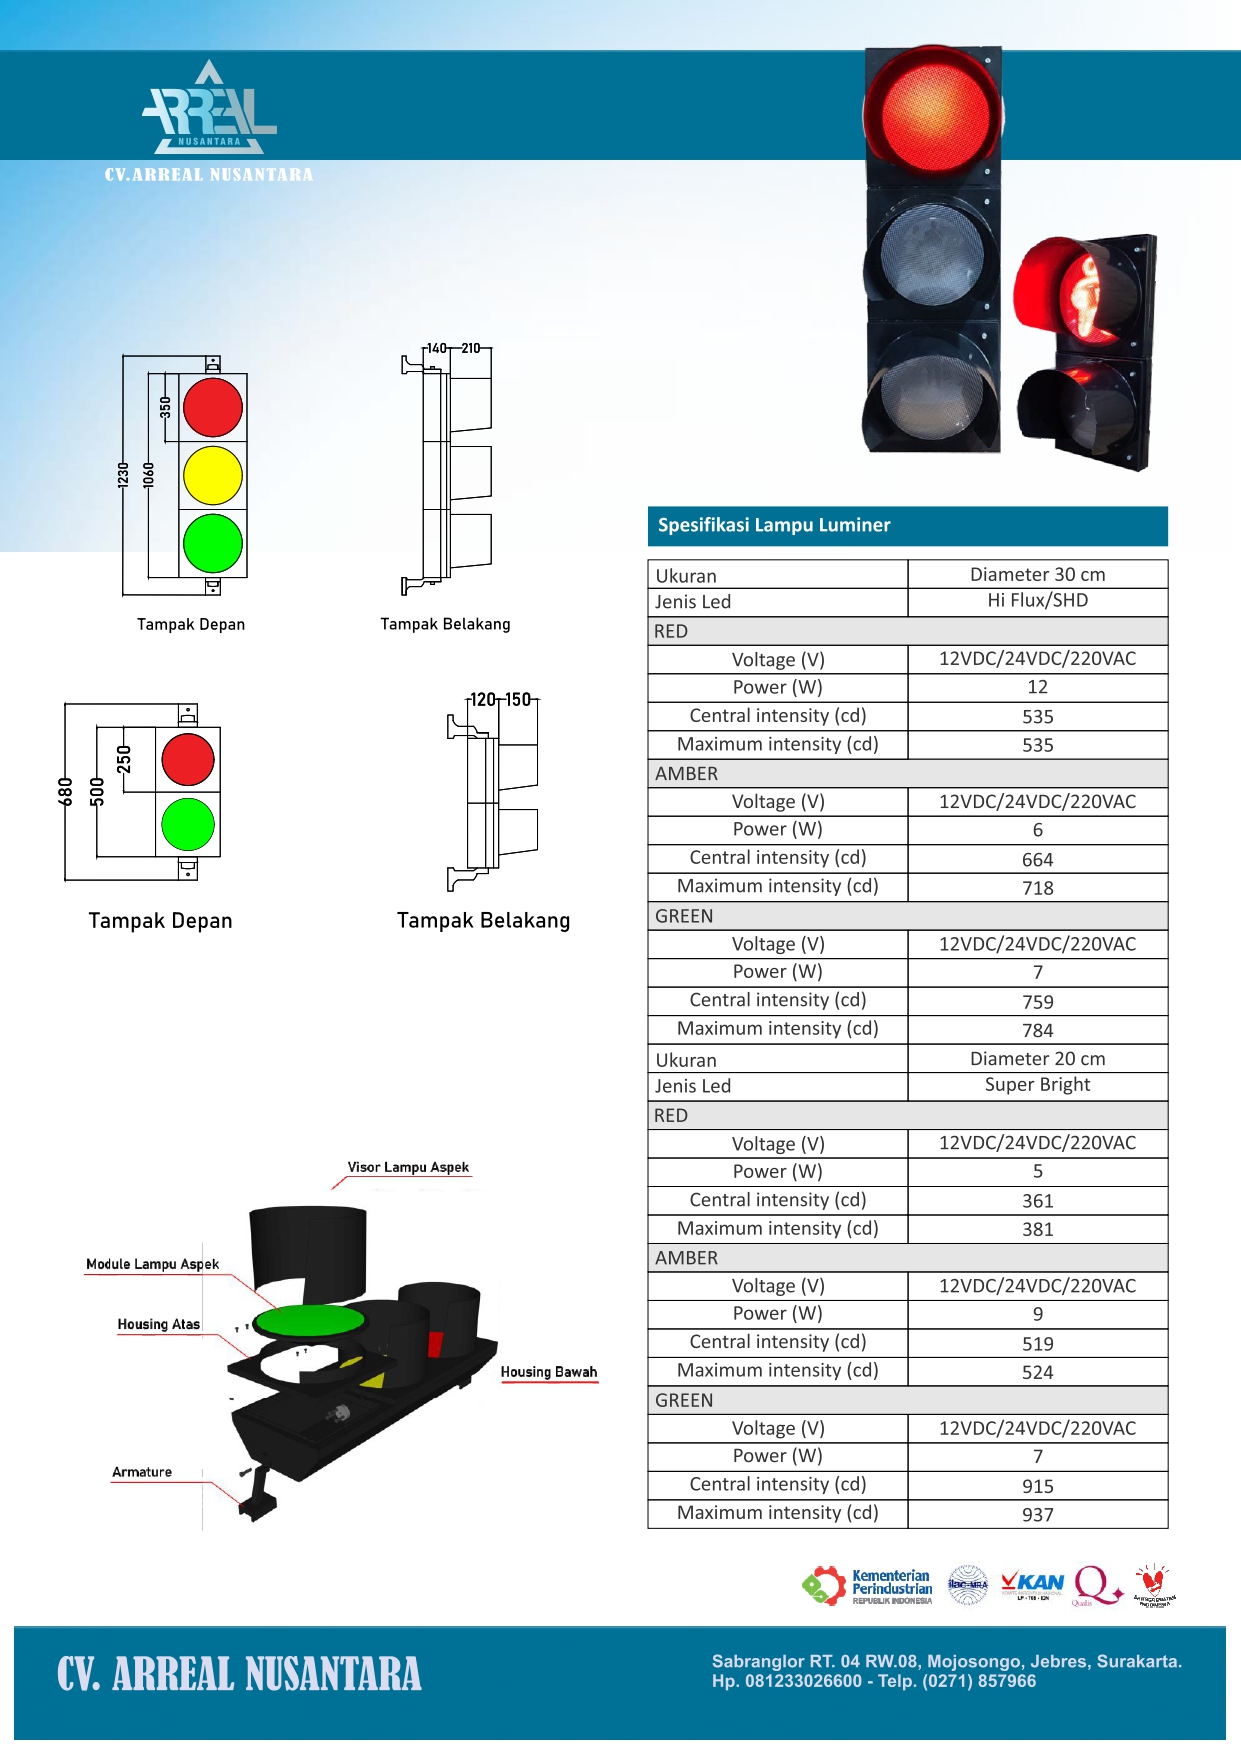 ARREAL
NUSANTARA
CV.ARREAL NUSANTARA
140 210
350
1230
1060
Tampak Depan
Tampak Belakang
120 150
250
680
500
Tampak Depan
Tampak Belakang
Visor Lampu Aspek
Module Lampu Aspek
Housing Atas
Housing Bawah
Armature
Spesifikasi Lampu Luminer
Ukuran Diameter 30 cm
Jenis Led Hi Flux/SHD
RED
Voltage (V) 12VDC/24VDC/220VAC
Power (W) 12
Central intensity (cd) 535
Maximum intensity (cd) 535
AMBER
Voltage (V) 12VDC/24VDC/220VAC
Power (W) 6
Central intensity (cd) 664
Maximum intensity (cd) 718
GREEN
Voltage (V) 12VDC/24VDC/220VAC
Power (W) 7
Central intensity (cd) 759
Maximum intensity (cd) 784
Ukuran Diameter 20 cm
Jenis Led Super Bright
RED
Voltage (V) 12VDC/24VDC/220VAC
Power (W) 5
Central intensity (cd) 361
Maximum intensity (cd) 381
AMBER
Voltage (V) 12VDC/24VDC/220VAC
Power (W) 9
Central intensity (cd) 519
Maximum intensity (cd) 524
GREEN
Voltage (V) 12VDC/24VDC/220VAC
Power (W) 7
Central intensity (cd) 915
Maximum intensity (cd) 937
Kementerian
Perindustrian
REPUBLIK INDONESIA
ilac-MRA
KAN
Qualis
CV. ARREAL NUSANTARA
Sabranglor RT. 04 RW.08, Mojosongo, Jebres, Surakarta.
Hp. 081233026600 - Telp. (0271) 857966